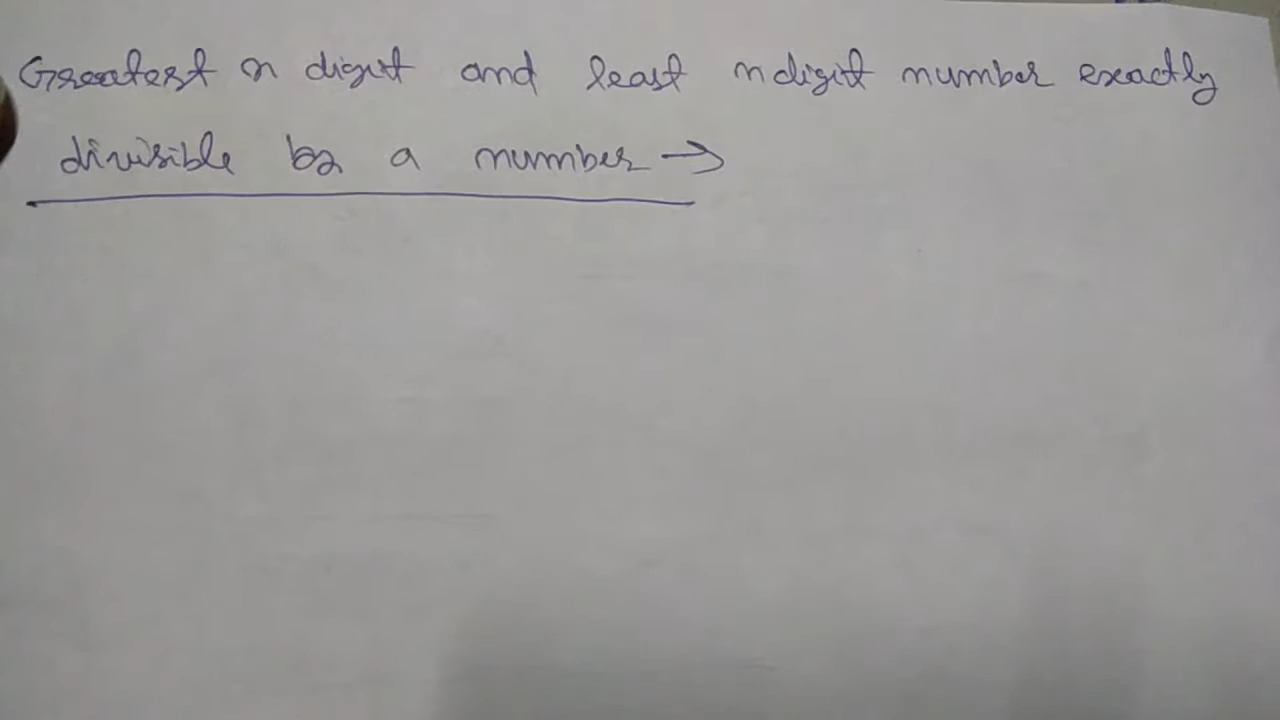 Greatest n digit and least n digit number exactly
divisible by a number →